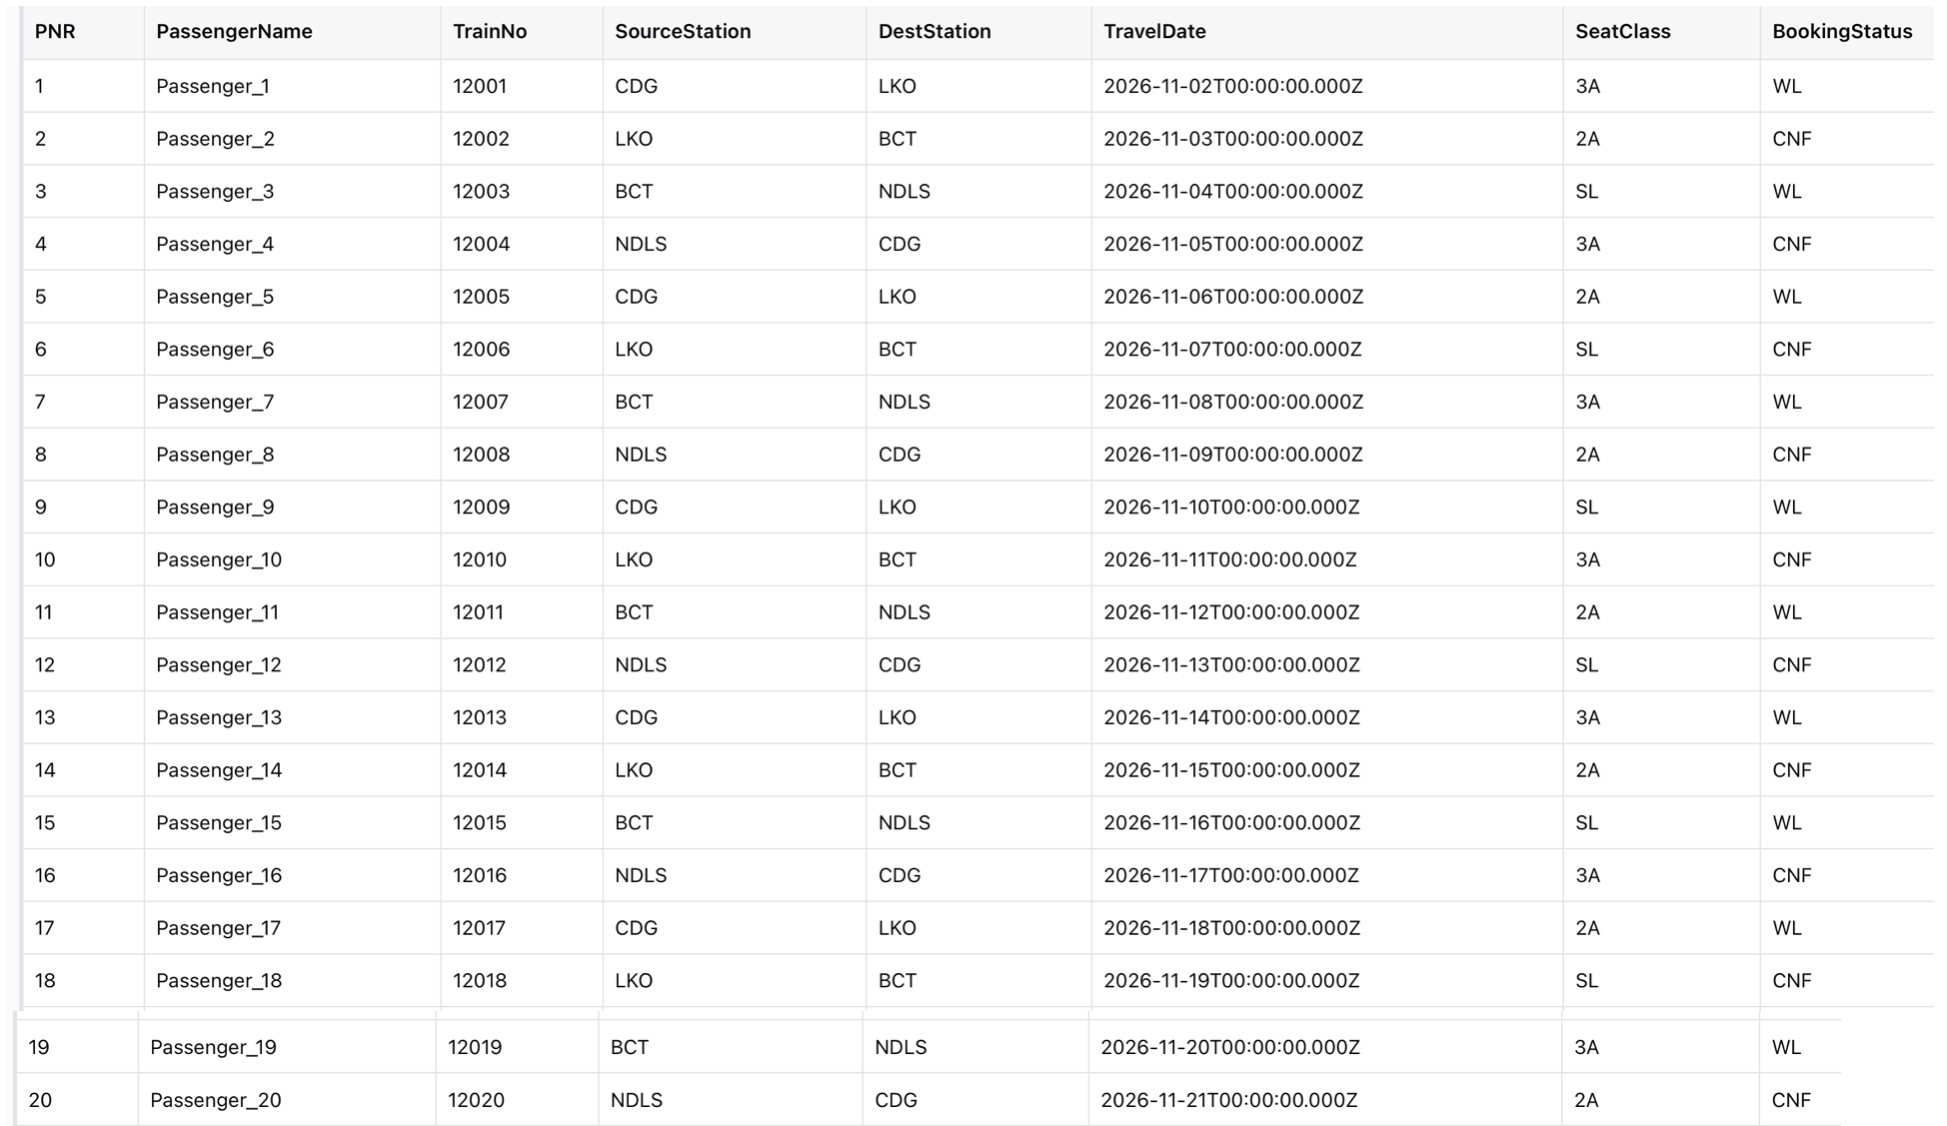 PNR PassengerName TrainNo SourceStation DestStation TravelDate SeatClass BookingStatus
1 Passenger_1 12001 CDG LKO 2026-11-02T00:00:00.000Z 3A WL
2 Passenger_2 12002 LKO BCT 2026-11-03T00:00:00.000Z 2A CNF
3 Passenger_3 12003 BCT NDLS 2026-11-04T00:00:00.000Z SL WL
4 Passenger_4 12004 NDLS CDG 2026-11-05T00:00:00.000Z 3A CNF
5 Passenger_5 12005 CDG LKO 2026-11-06T00:00:00.000Z 2A WL
6 Passenger_6 12006 LKO BCT 2026-11-07T00:00:00.000Z SL CNF
7 Passenger_7 12007 BCT NDLS 2026-11-08T00:00:00.000Z 3A WL
8 Passenger_8 12008 NDLS CDG 2026-11-09T00:00:00.000Z 2A CNF
9 Passenger_9 12009 CDG LKO 2026-11-10T00:00:00.000Z SL WL
10 Passenger_10 12010 LKO BCT 2026-11-11T00:00:00.000Z 3A CNF
11 Passenger_11 12011 BCT NDLS 2026-11-12T00:00:00.000Z 2A WL
12 Passenger_12 12012 NDLS CDG 2026-11-13T00:00:00.000Z SL CNF
13 Passenger_13 12013 CDG LKO 2026-11-14T00:00:00.000Z 3A WL
14 Passenger_14 12014 LKO BCT 2026-11-15T00:00:00.000Z 2A CNF
15 Passenger_15 12015 BCT NDLS 2026-11-16T00:00:00.000Z SL WL
16 Passenger_16 12016 NDLS CDG 2026-11-17T00:00:00.000Z 3A CNF
17 Passenger_17 12017 CDG LKO 2026-11-18T00:00:00.000Z 2A WL
18 Passenger_18 12018 LKO BCT 2026-11-19T00:00:00.000Z SL CNF
19 Passenger_19 12019 BCT NDLS 2026-11-20T00:00:00.000Z 3A WL
20 Passenger_20 12020 NDLS CDG 2026-11-21T00:00:00.000Z 2A CNF